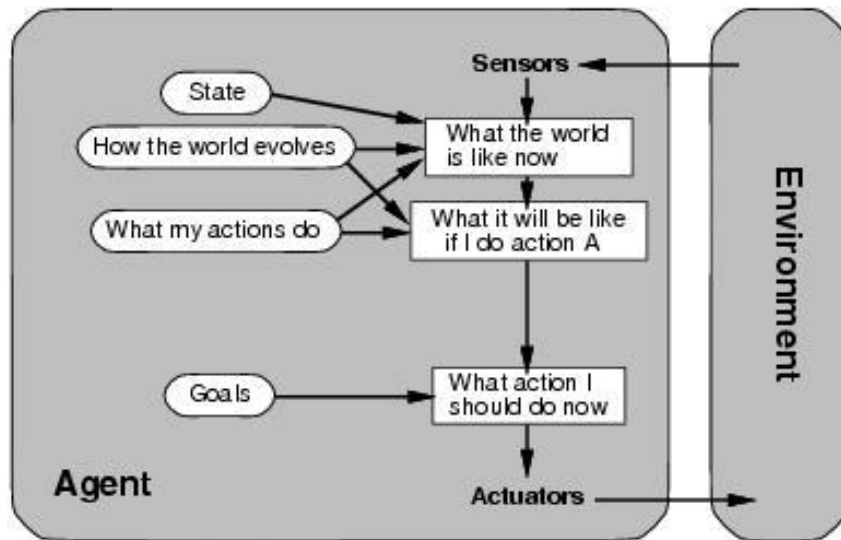 Sensors
State
What the world
is like now
How the world evolves
What it will be like
if I do action A
What my actions do
Environment
What action I
should do now
Goals
Agent
Actuators